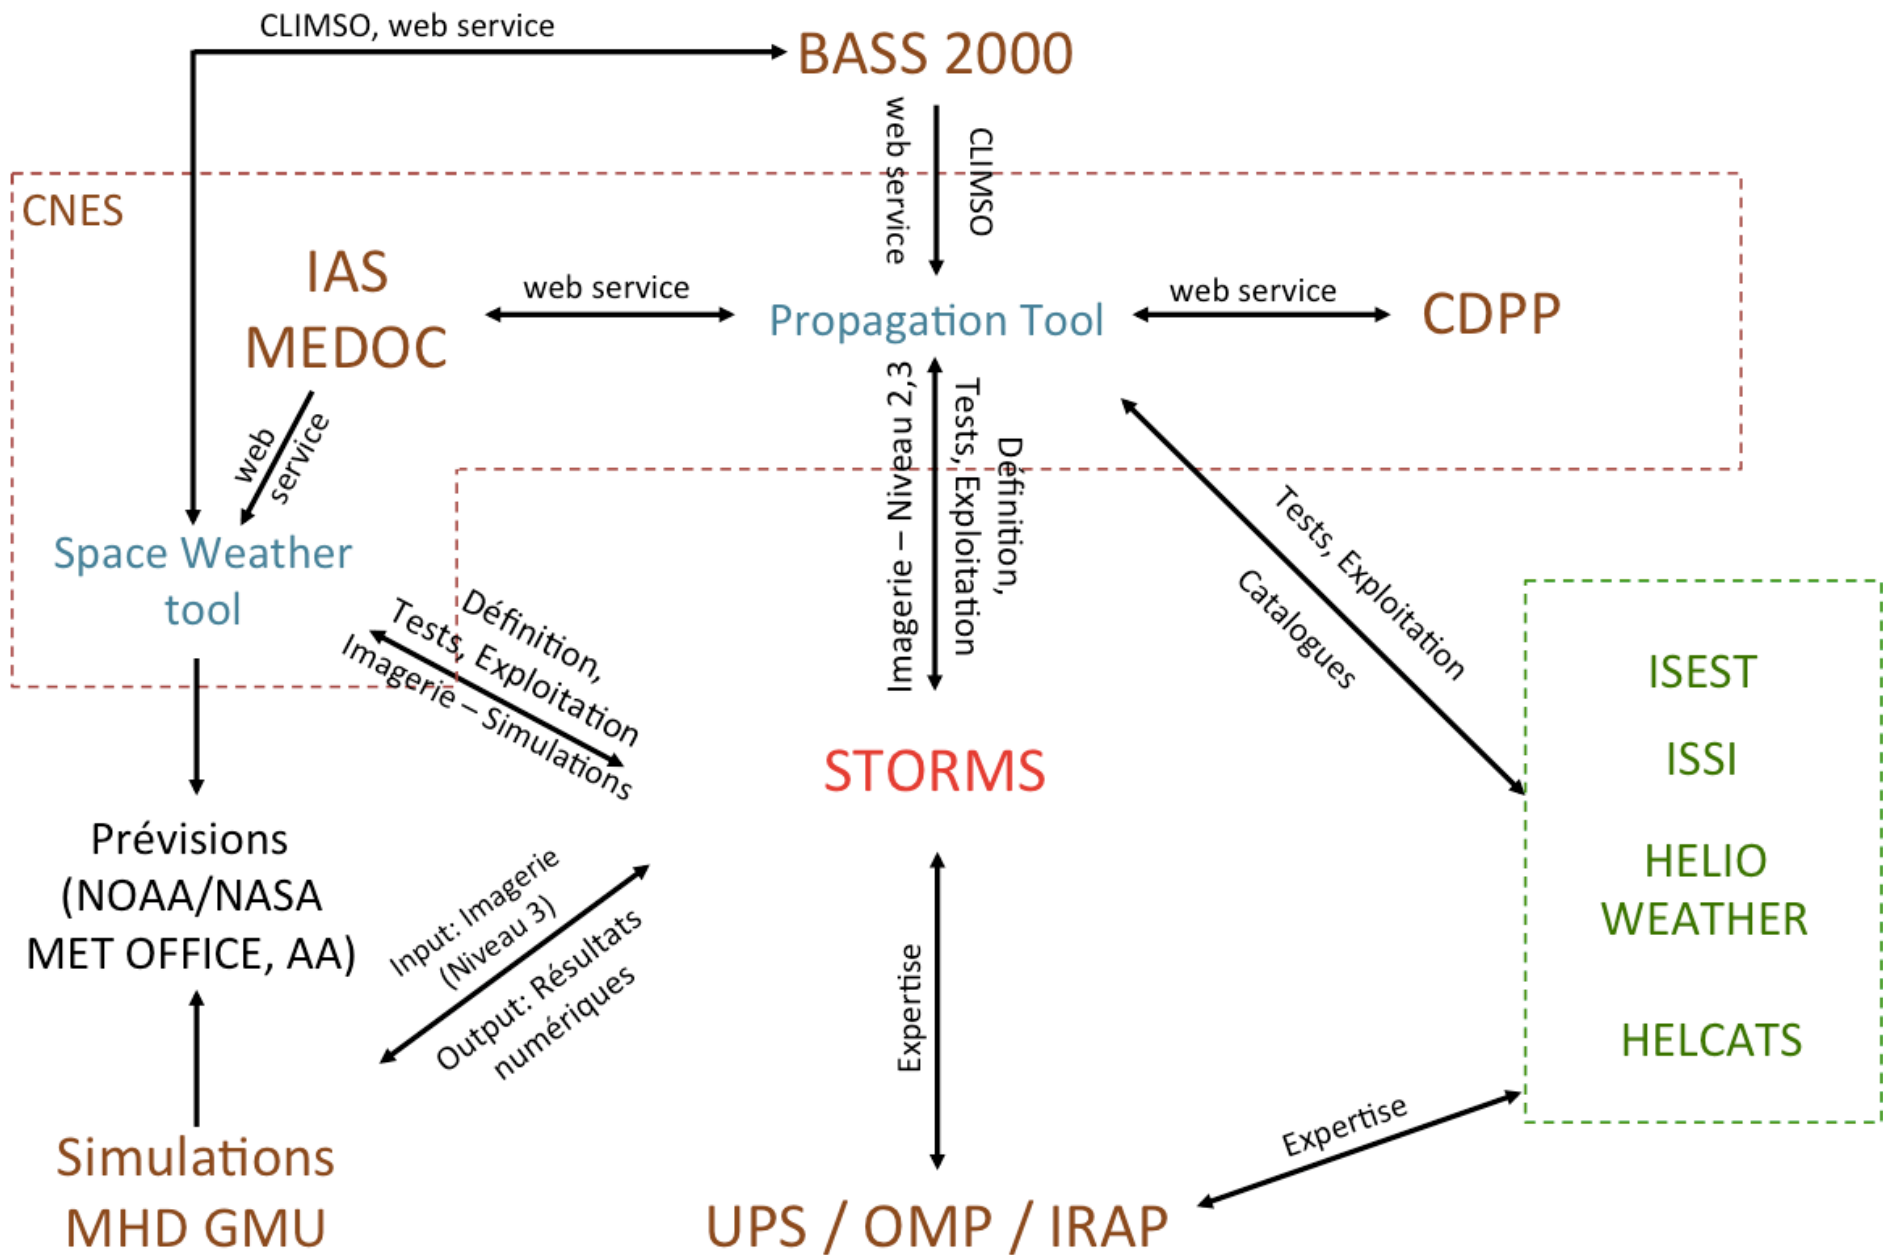 CLIMSO, web service
BASS 2000
web service
CLIMSO
CNES
IAS
MEDOC
web service
Propagation Tool
web service
CDPP
web
service
Imagerie – Niveau 2,3
Tests, Exploitation
Définition,
Space Weather
tool
Définition,
Tests, Exploitation
Imagerie – Simulations
Tests, Exploitation
Catalogues
ISEST
ISSI
HELIO
WEATHER
HELCATS
STORMS
Prévisions
(NOAA/NASA
MET OFFICE, AA)
Input: Imagerie
(Niveau 3)
Output: Résultats
numériques
Expertise
Expertise
Simulations
MHD GMU
UPS / OMP / IRAP